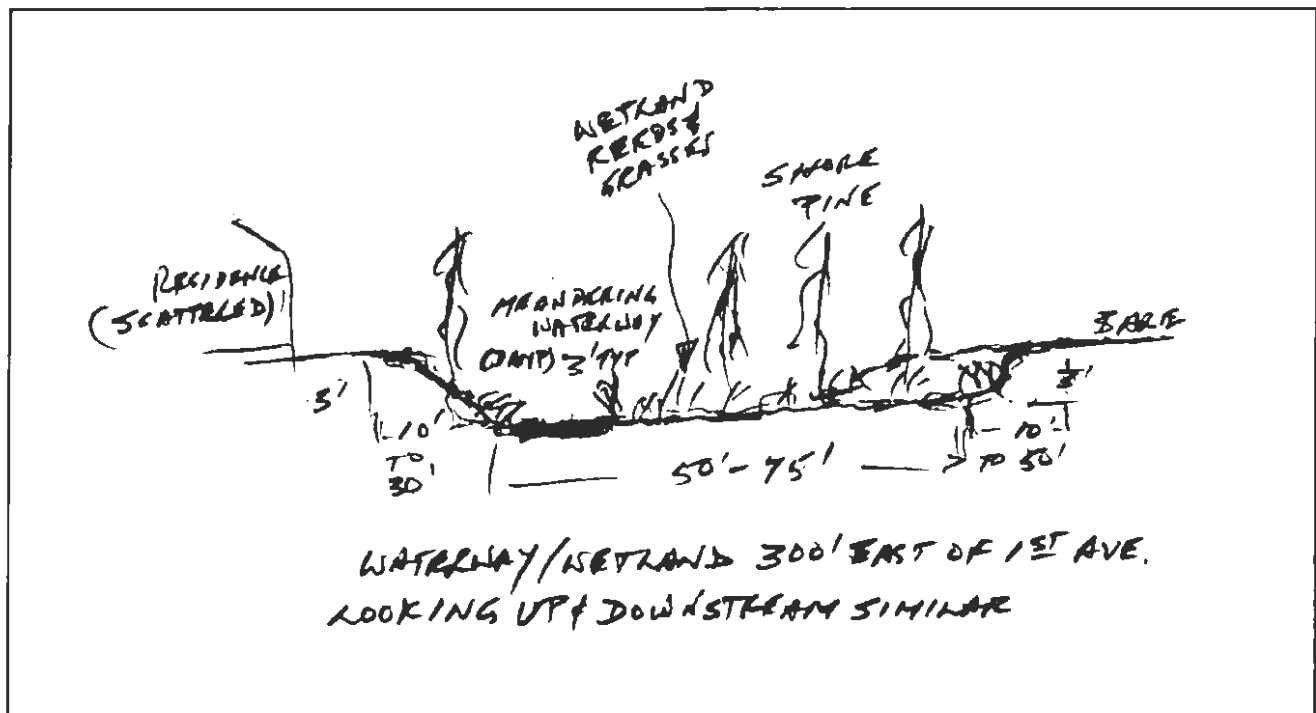 WETLAND
REEDS &
GRASSES
SHORE
PINE
RESIDENCE
(SCATTERED)
MEANDERING
WATERWAY
3' TYP
BARE
3'
10'
TO
30'
50' - 75'
10'
TO 50'
WATERWAY/WETLAND 300' EAST OF 1ST AVE.
LOOKING UP & DOWNSTREAM SIMILAR